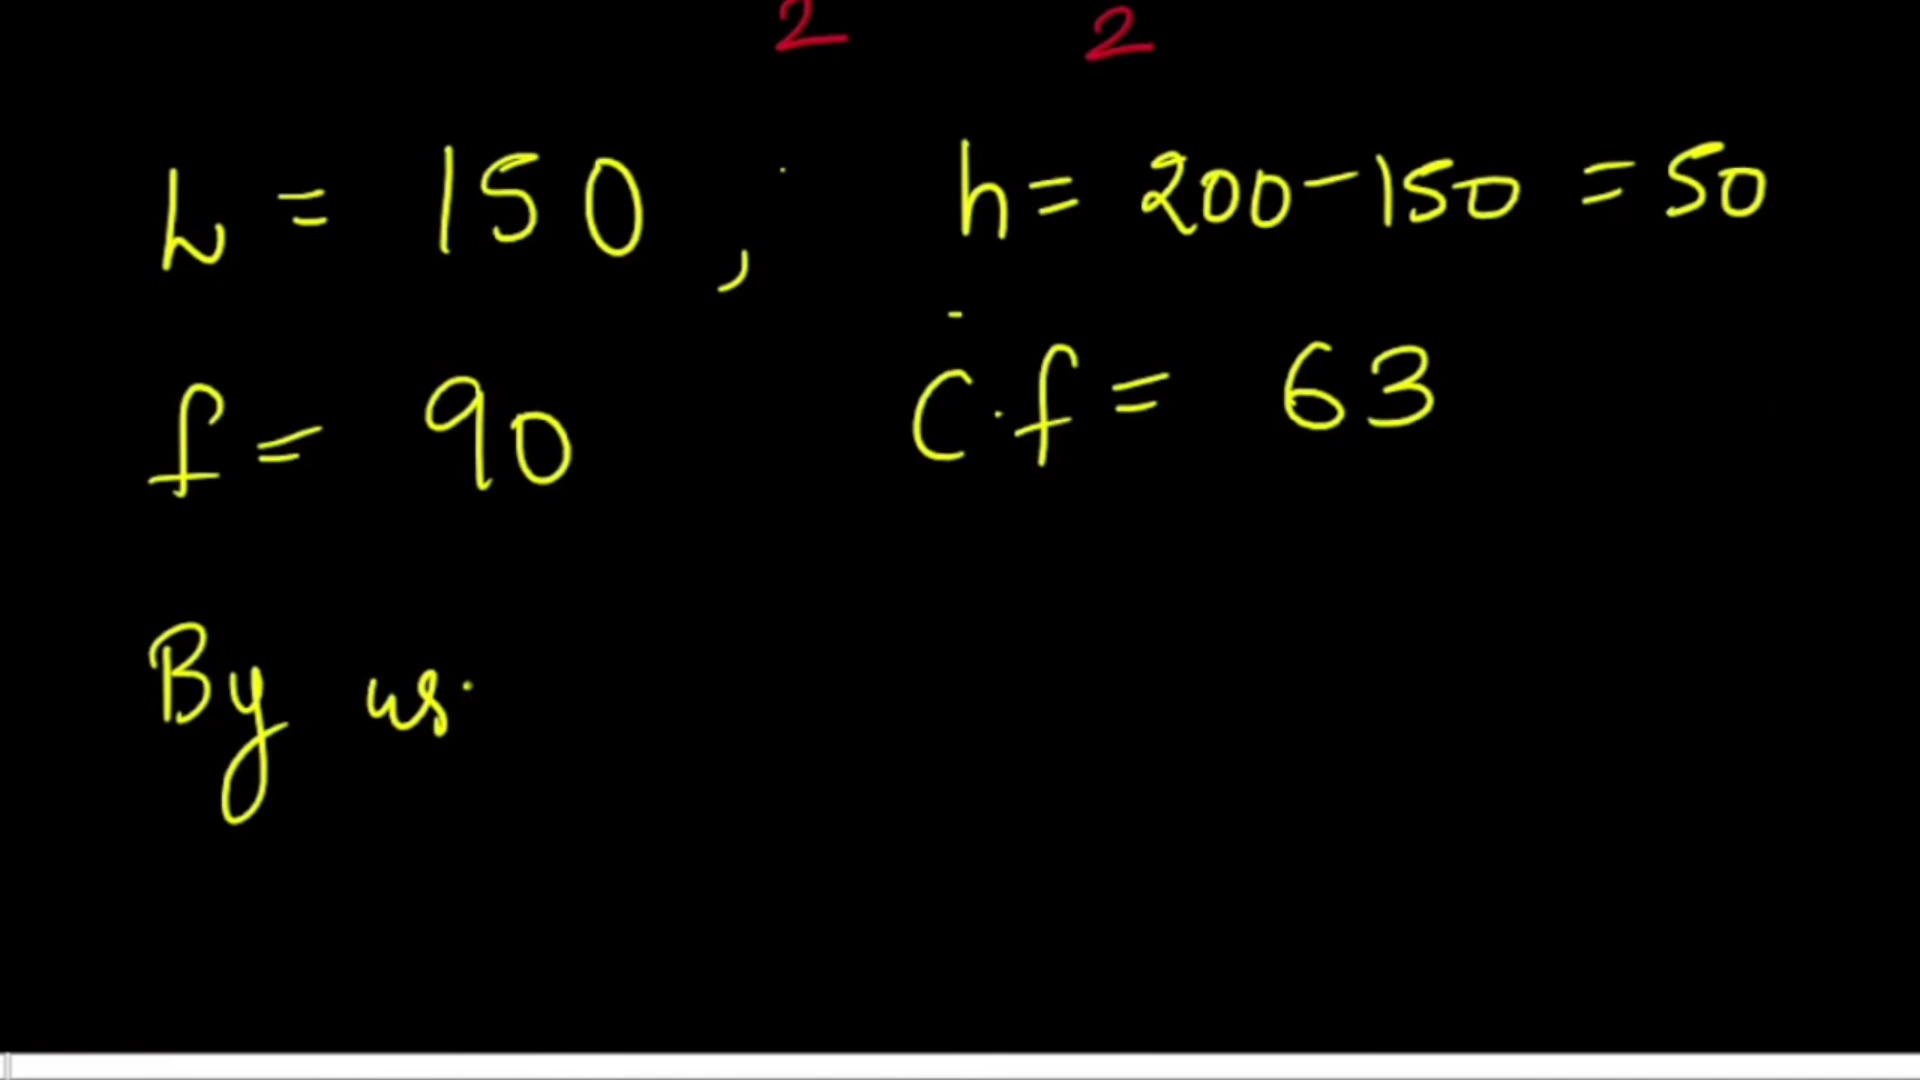 2 2
L = 150 , h = 200-150 = 50
f = 90 C.f = 63
By us